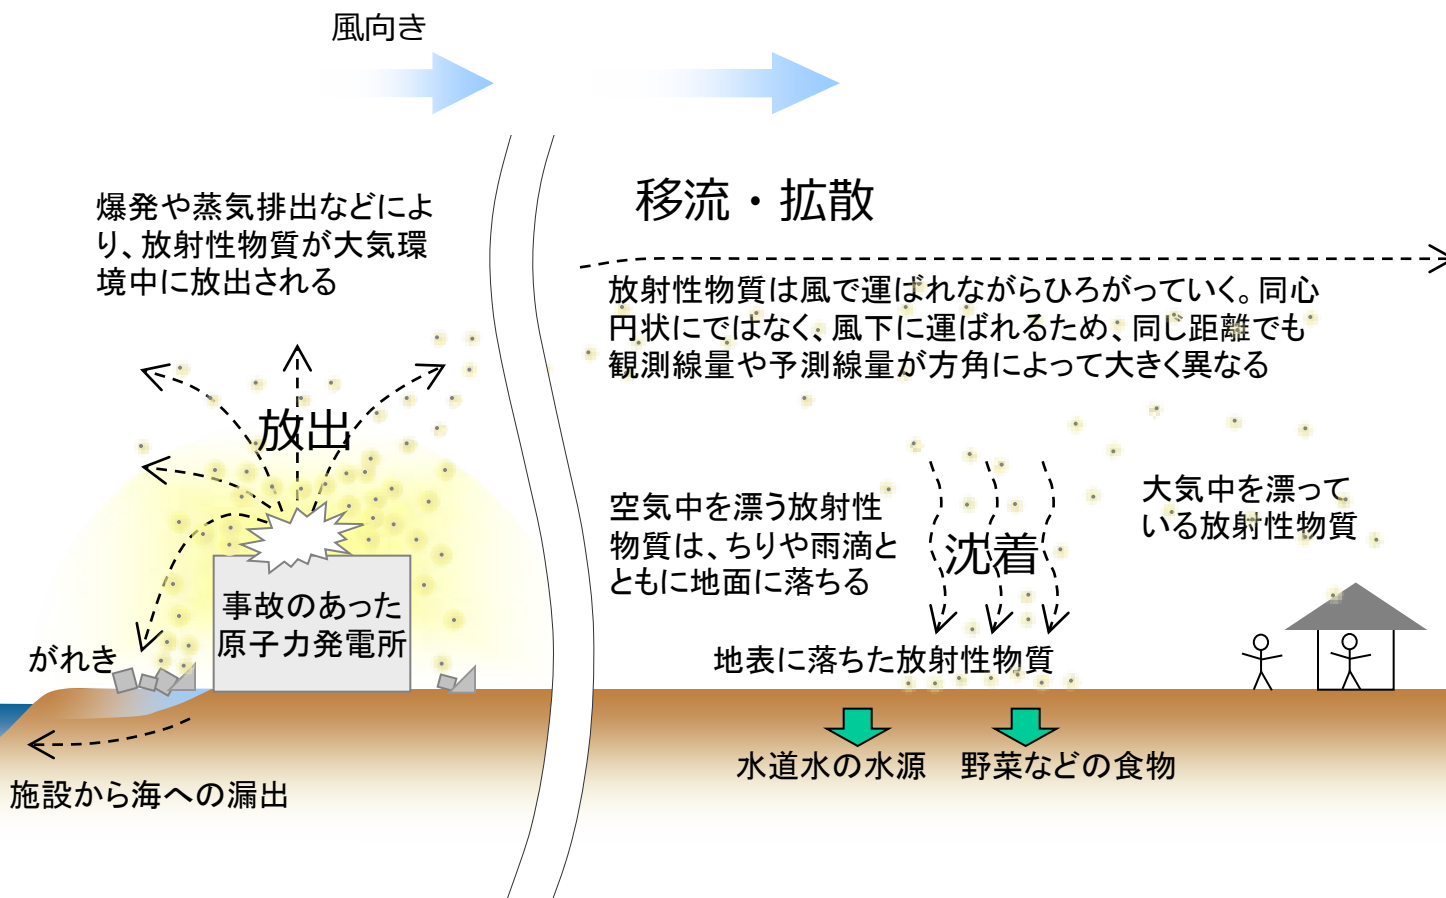 風向き
爆発や蒸気排出などによ
り、放射性物質が大気環
境中に放出される
放出
事故のあった
原子力発電所
がれき
施設から海への漏出
移流・拡散
放射性物質は風で運ばれながらひろがっていく。同心
円状にではなく、風下に運ばれるため、同じ距離でも
観測線量や予測線量が方角によって大きく異なる
空気中を漂う放射性
物質は、ちりや雨滴と
ともに地面に落ちる
沈着
大気中を漂って
いる放射性物質
地表に落ちた放射性物質
水道水の水源
野菜などの食物